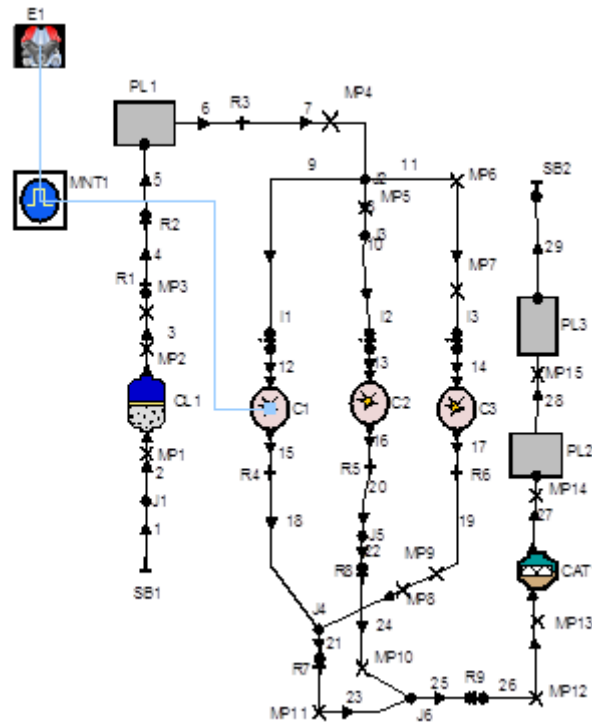 E1
PL1
6
R3
7
MP4
9
J2
11
MP6
SB2
MNT1
5
MP5
8
R2
J3
10
4
R1
MP3
MP7
29
3
I1
I2
I3
PL3
MP2
12
13
14
MP15
CL1
C1
C2
C3
28
MP1
15
16
17
PL2
2
R4
R5
R6
MP14
J1
20
27
1
18
19
J5
22
MP9
SB1
R8
CAT
MP8
J4
24
MP13
21
R7
MP10
R9
MP11
23
25
26
MP12
J6